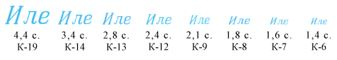 Иле Иле Иле Иле Иле Иле Иле Иле
4,4 с. 3,4 с. 2,8 с. 2,4 с. 2,1 с. 1,8 с. 1,6 с. 1,4 с.
К-19 К-14 К-13 К-12 К-9 К-8 К-7 К-6